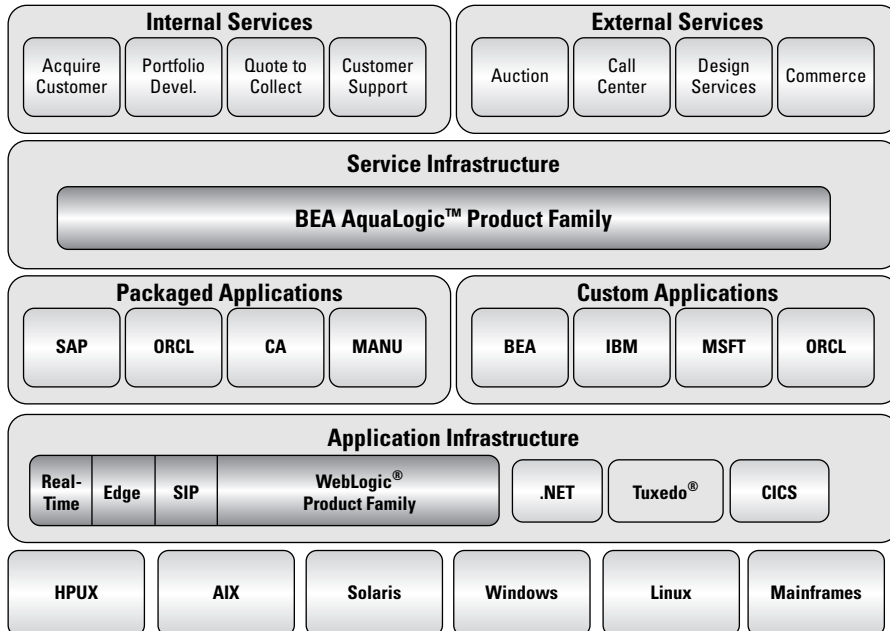 Internal Services
Acquire
Customer
Portfolio
Devel.
Quote to
Collect
Customer
Support
External Services
Auction
Call
Center
Design
Services
Commerce
Service Infrastructure
BEA AquaLogic™ Product Family
Packaged Applications
SAP
ORCL
CA
MANU
Custom Applications
BEA
IBM
MSFT
ORCL
Application Infrastructure
Real-
Time
Edge
SIP
WebLogic®
Product Family
.NET
Tuxedo®
CICS
HPUX
AIX
Solaris
Windows
Linux
Mainframes